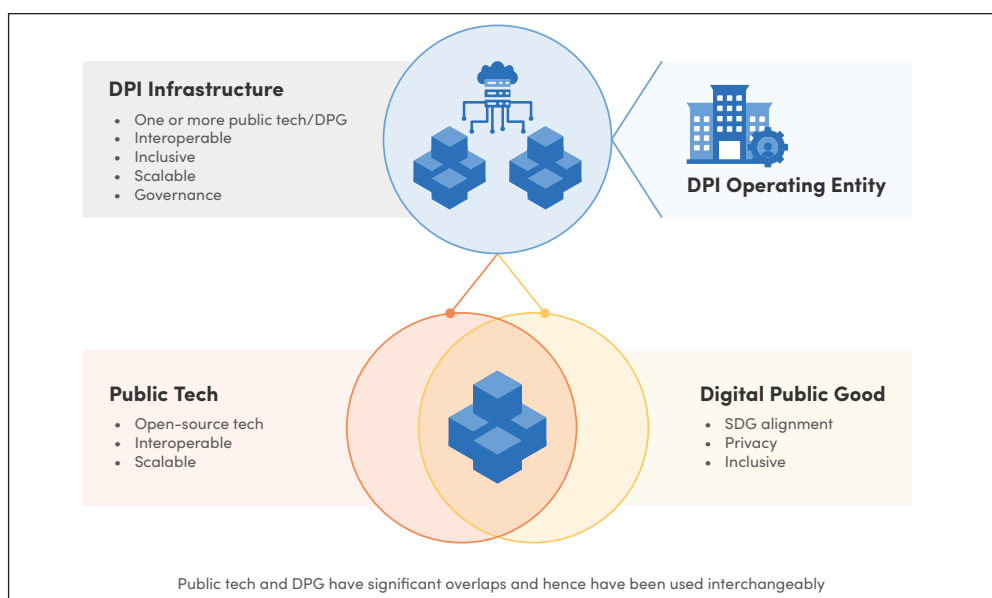 DPI Infrastructure
• One or more public tech/DPG
• Interoperable
• Inclusive
• Scalable
• Governance
DPI Operating Entity
Public Tech
• Open-source tech
• Interoperable
• Scalable
Digital Public Good
• SDG alignment
• Privacy
• Inclusive
Public tech and DPG have significant overlaps and hence have been used interchangeably